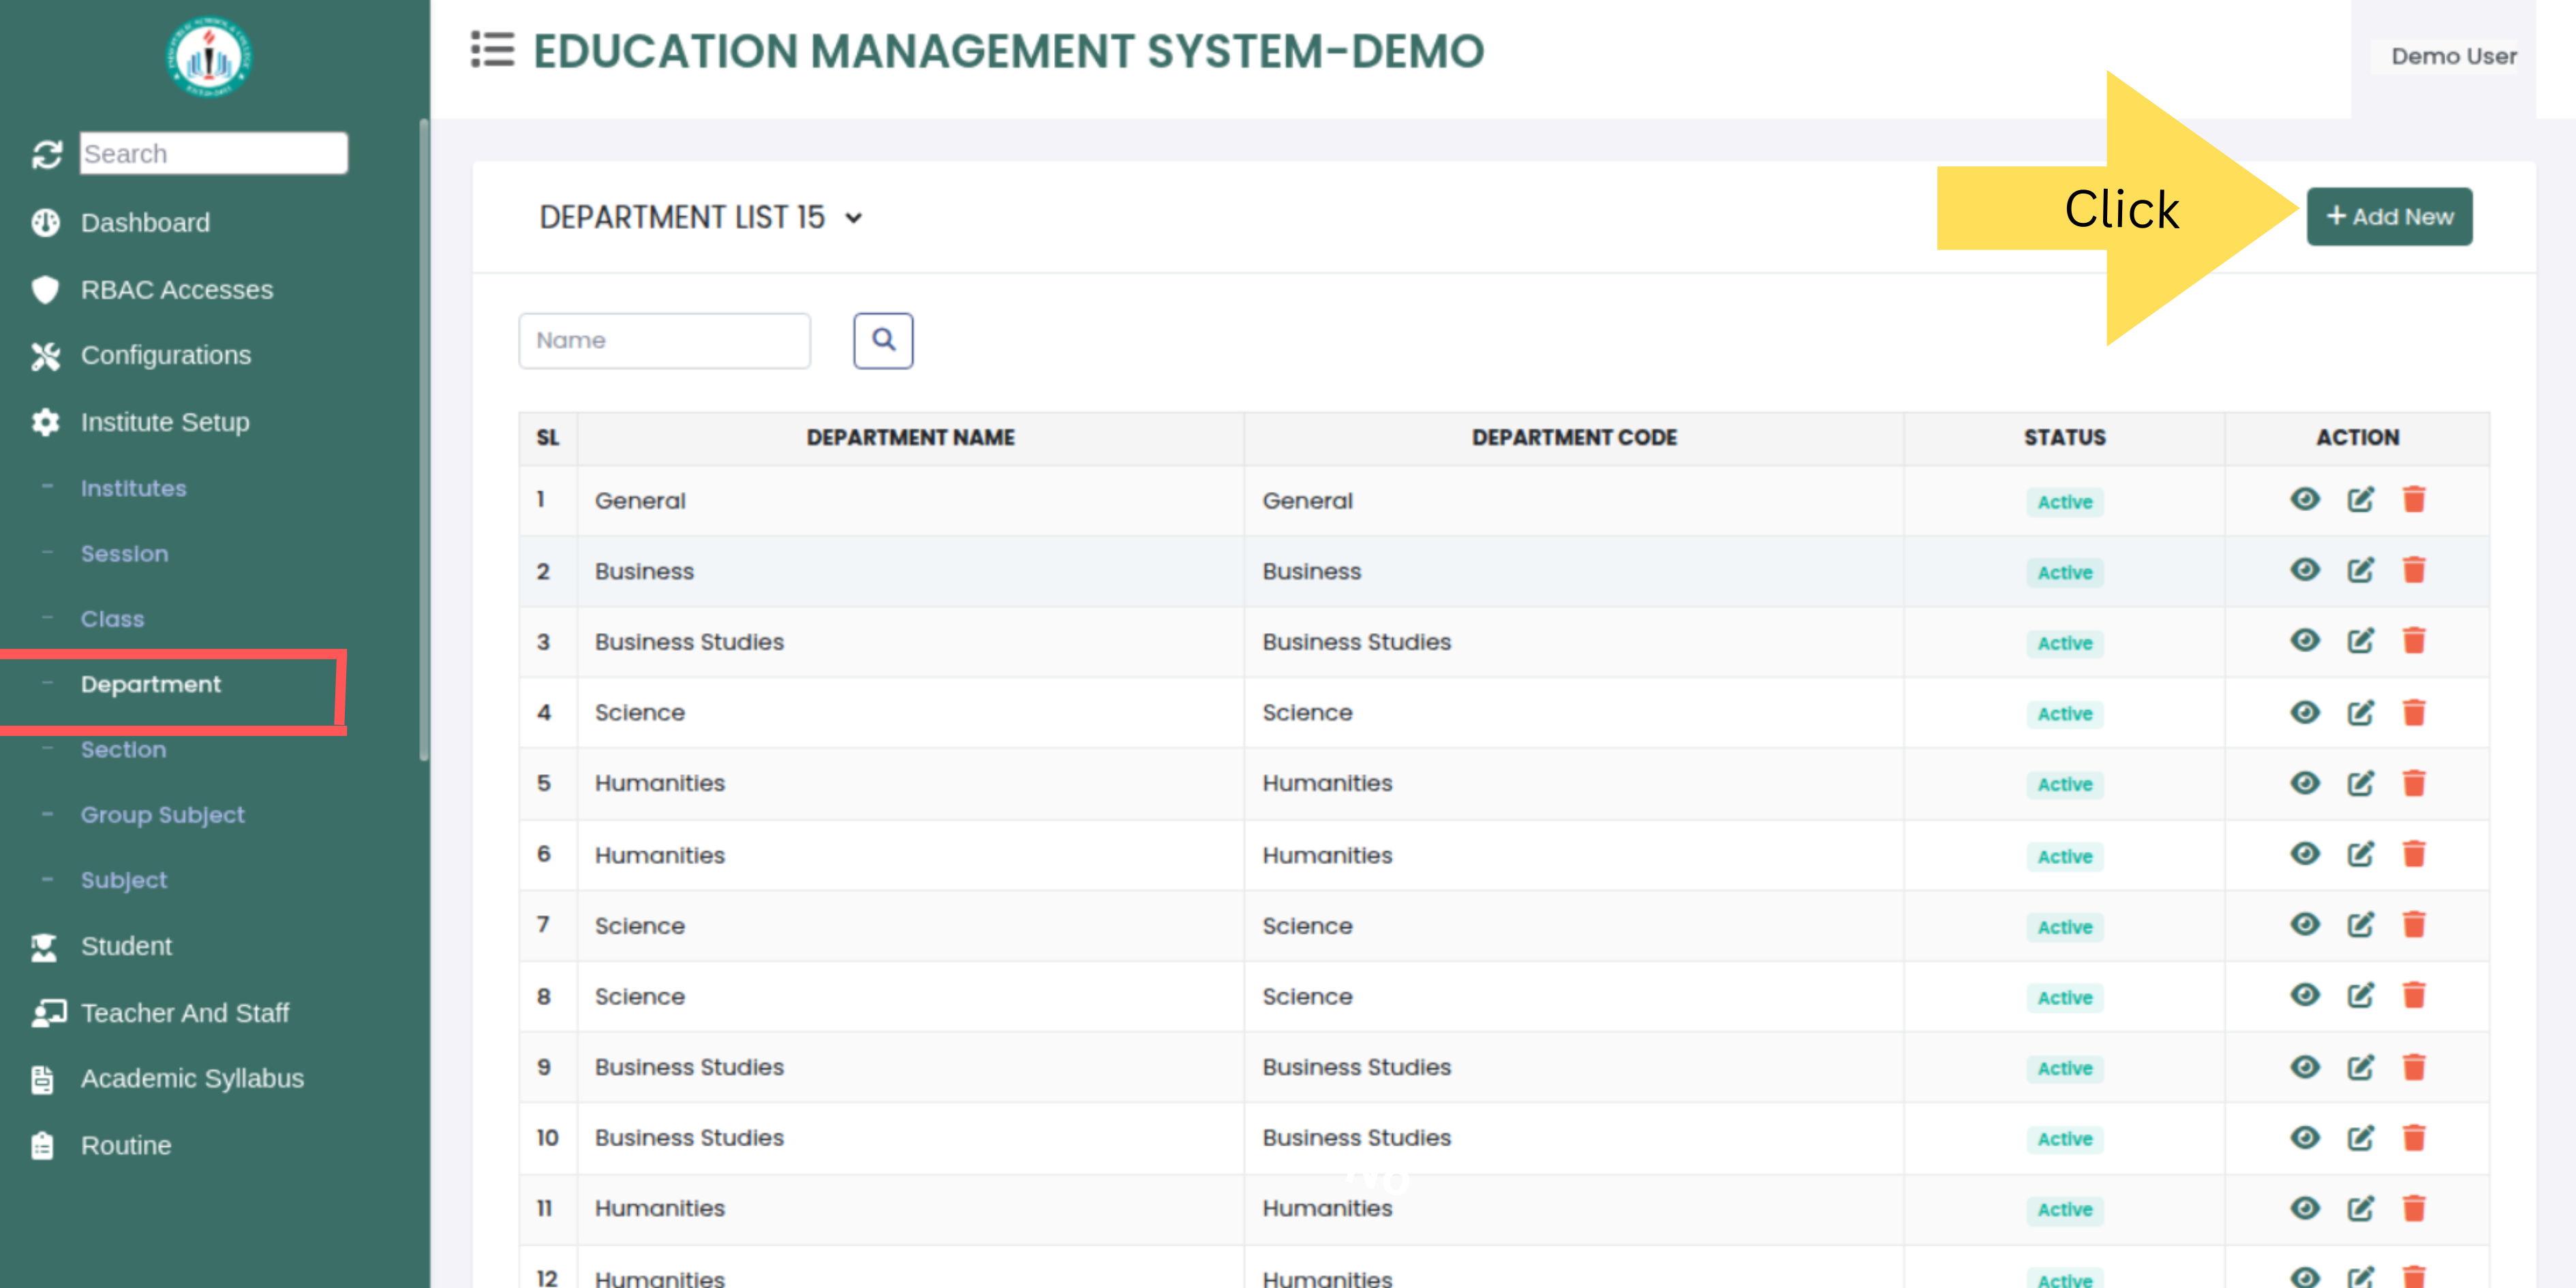 EDUCATION MANAGEMENT SYSTEM-DEMO
Demo User
Search
Dashboard
RBAC Accesses
Configurations
Institute Setup
- Institutes
- Session
- Class
- Department
- Section
- Group Subject
- Subject
Student
Teacher And Staff
Academic Syllabus
Routine
DEPARTMENT LIST 15
Click
+ Add New
Name
SL DEPARTMENT NAME DEPARTMENT CODE STATUS ACTION
1 General General Active
2 Business Business Active
3 Business Studies Business Studies Active
4 Science Science Active
5 Humanities Humanities Active
6 Humanities Humanities Active
7 Science Science Active
8 Science Science Active
9 Business Studies Business Studies Active
10 Business Studies Business Studies Active
11 Humanities Humanities Active
12 Humanities Humanities Active